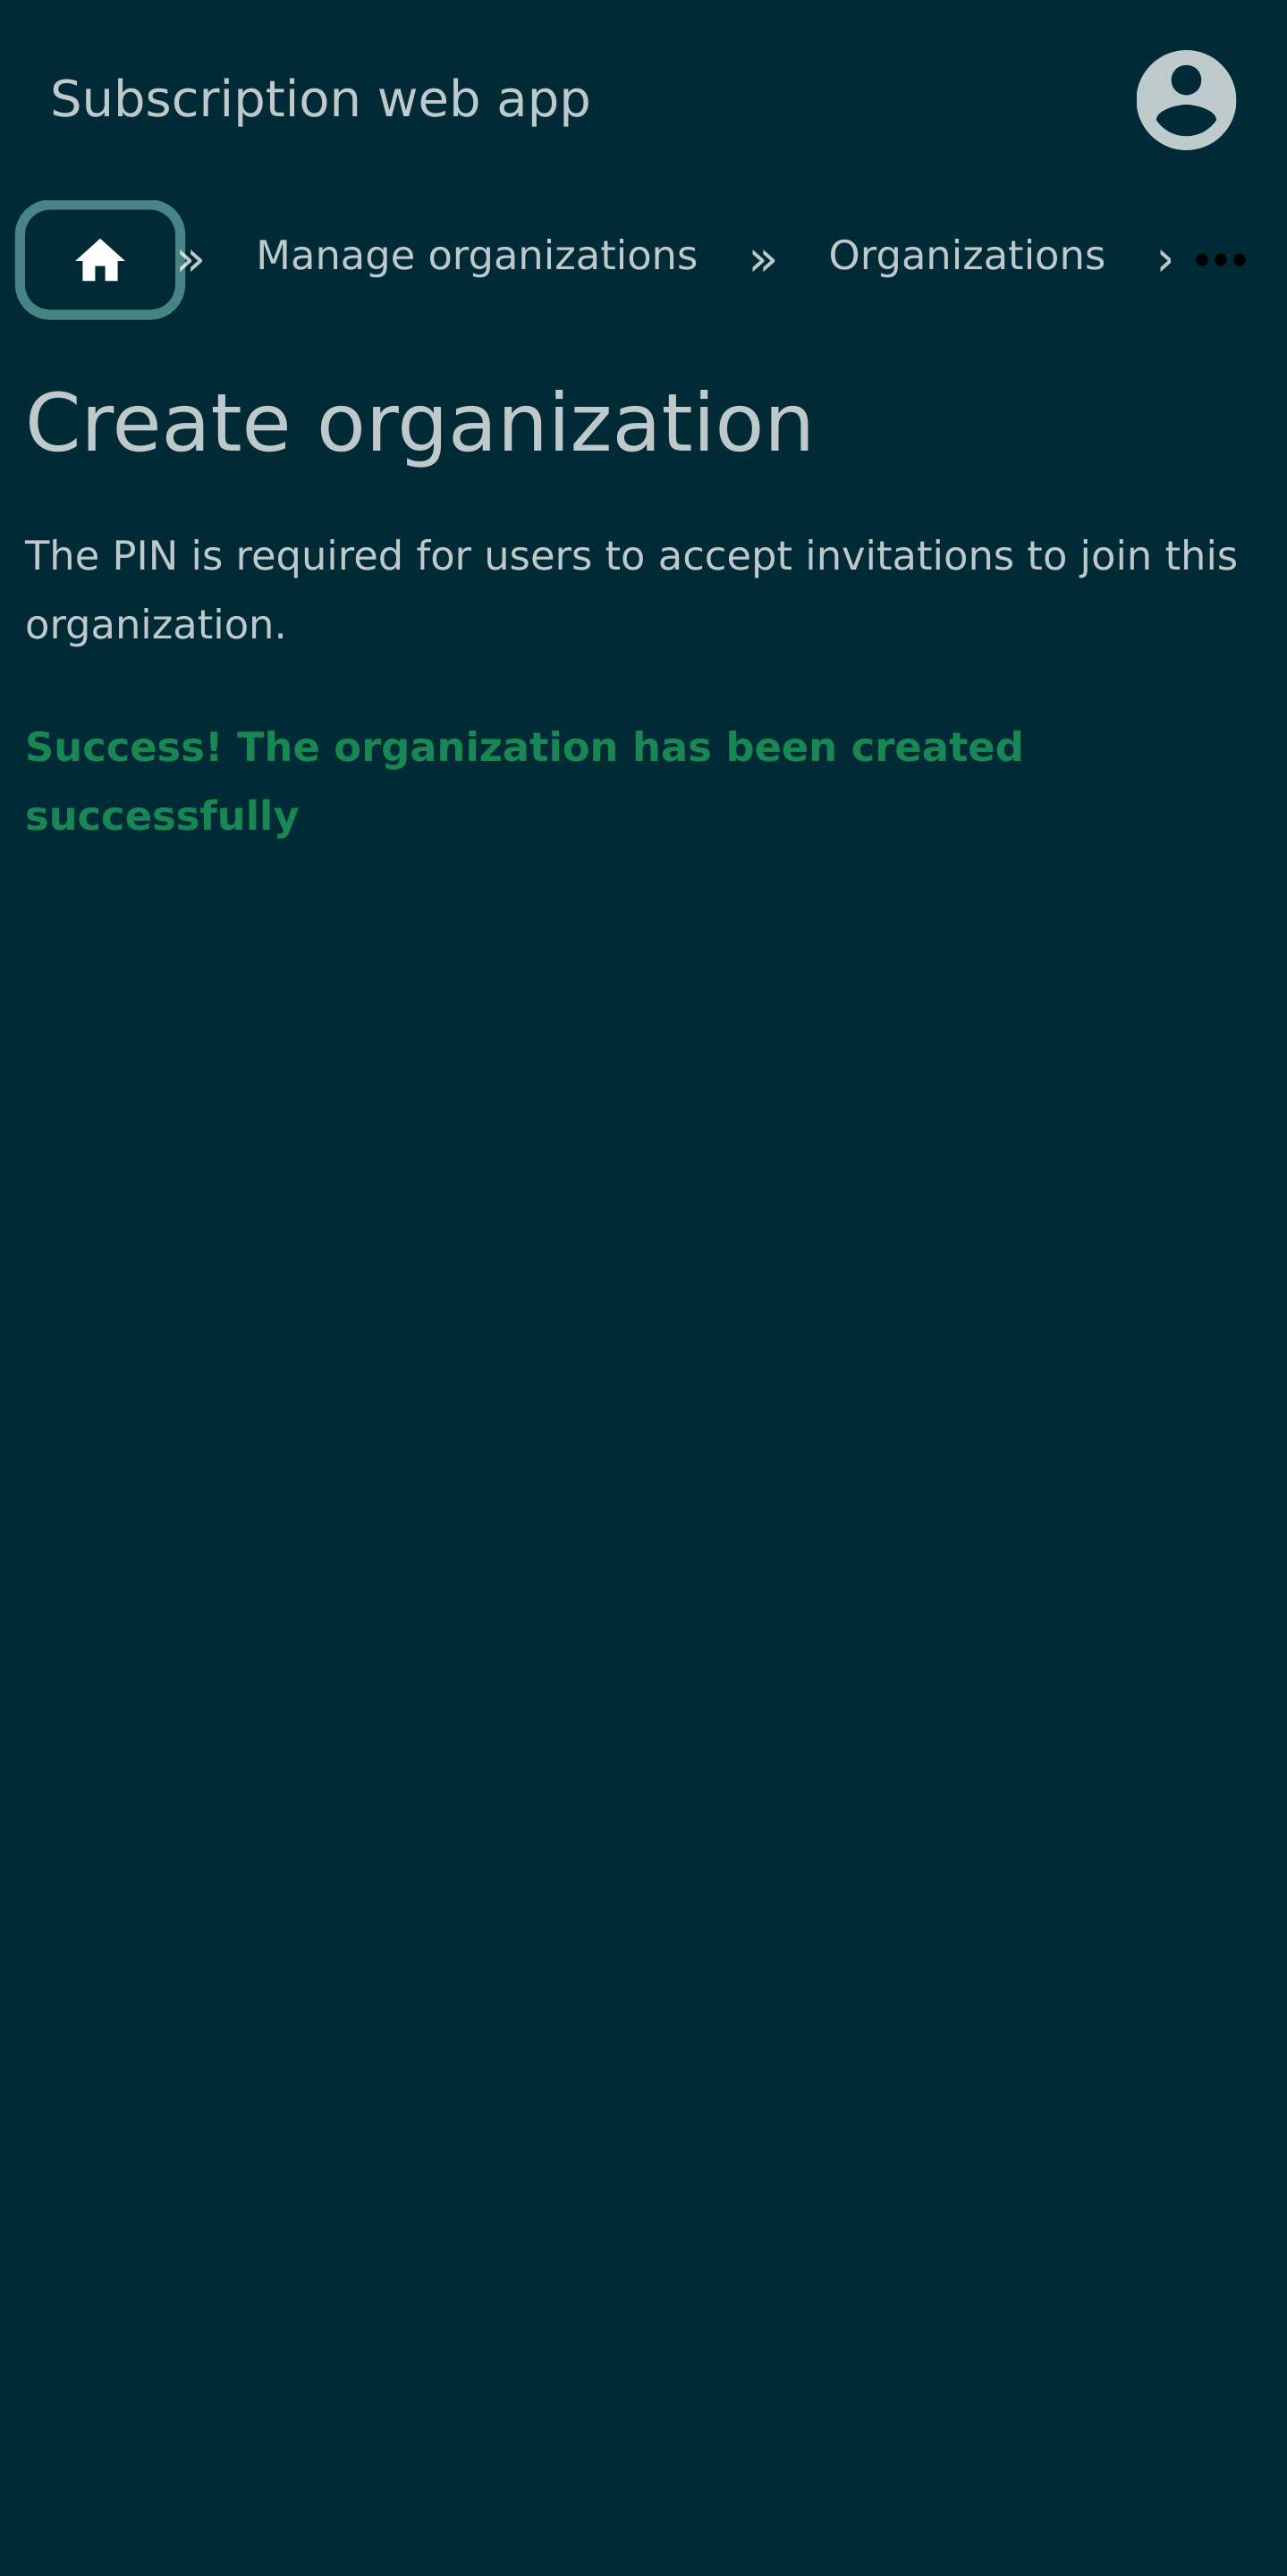 Subscription web app
» Manage organizations » Organizations › •••
Create organization
The PIN is required for users to accept invitations to join this
organization.
Success! The organization has been created
successfully